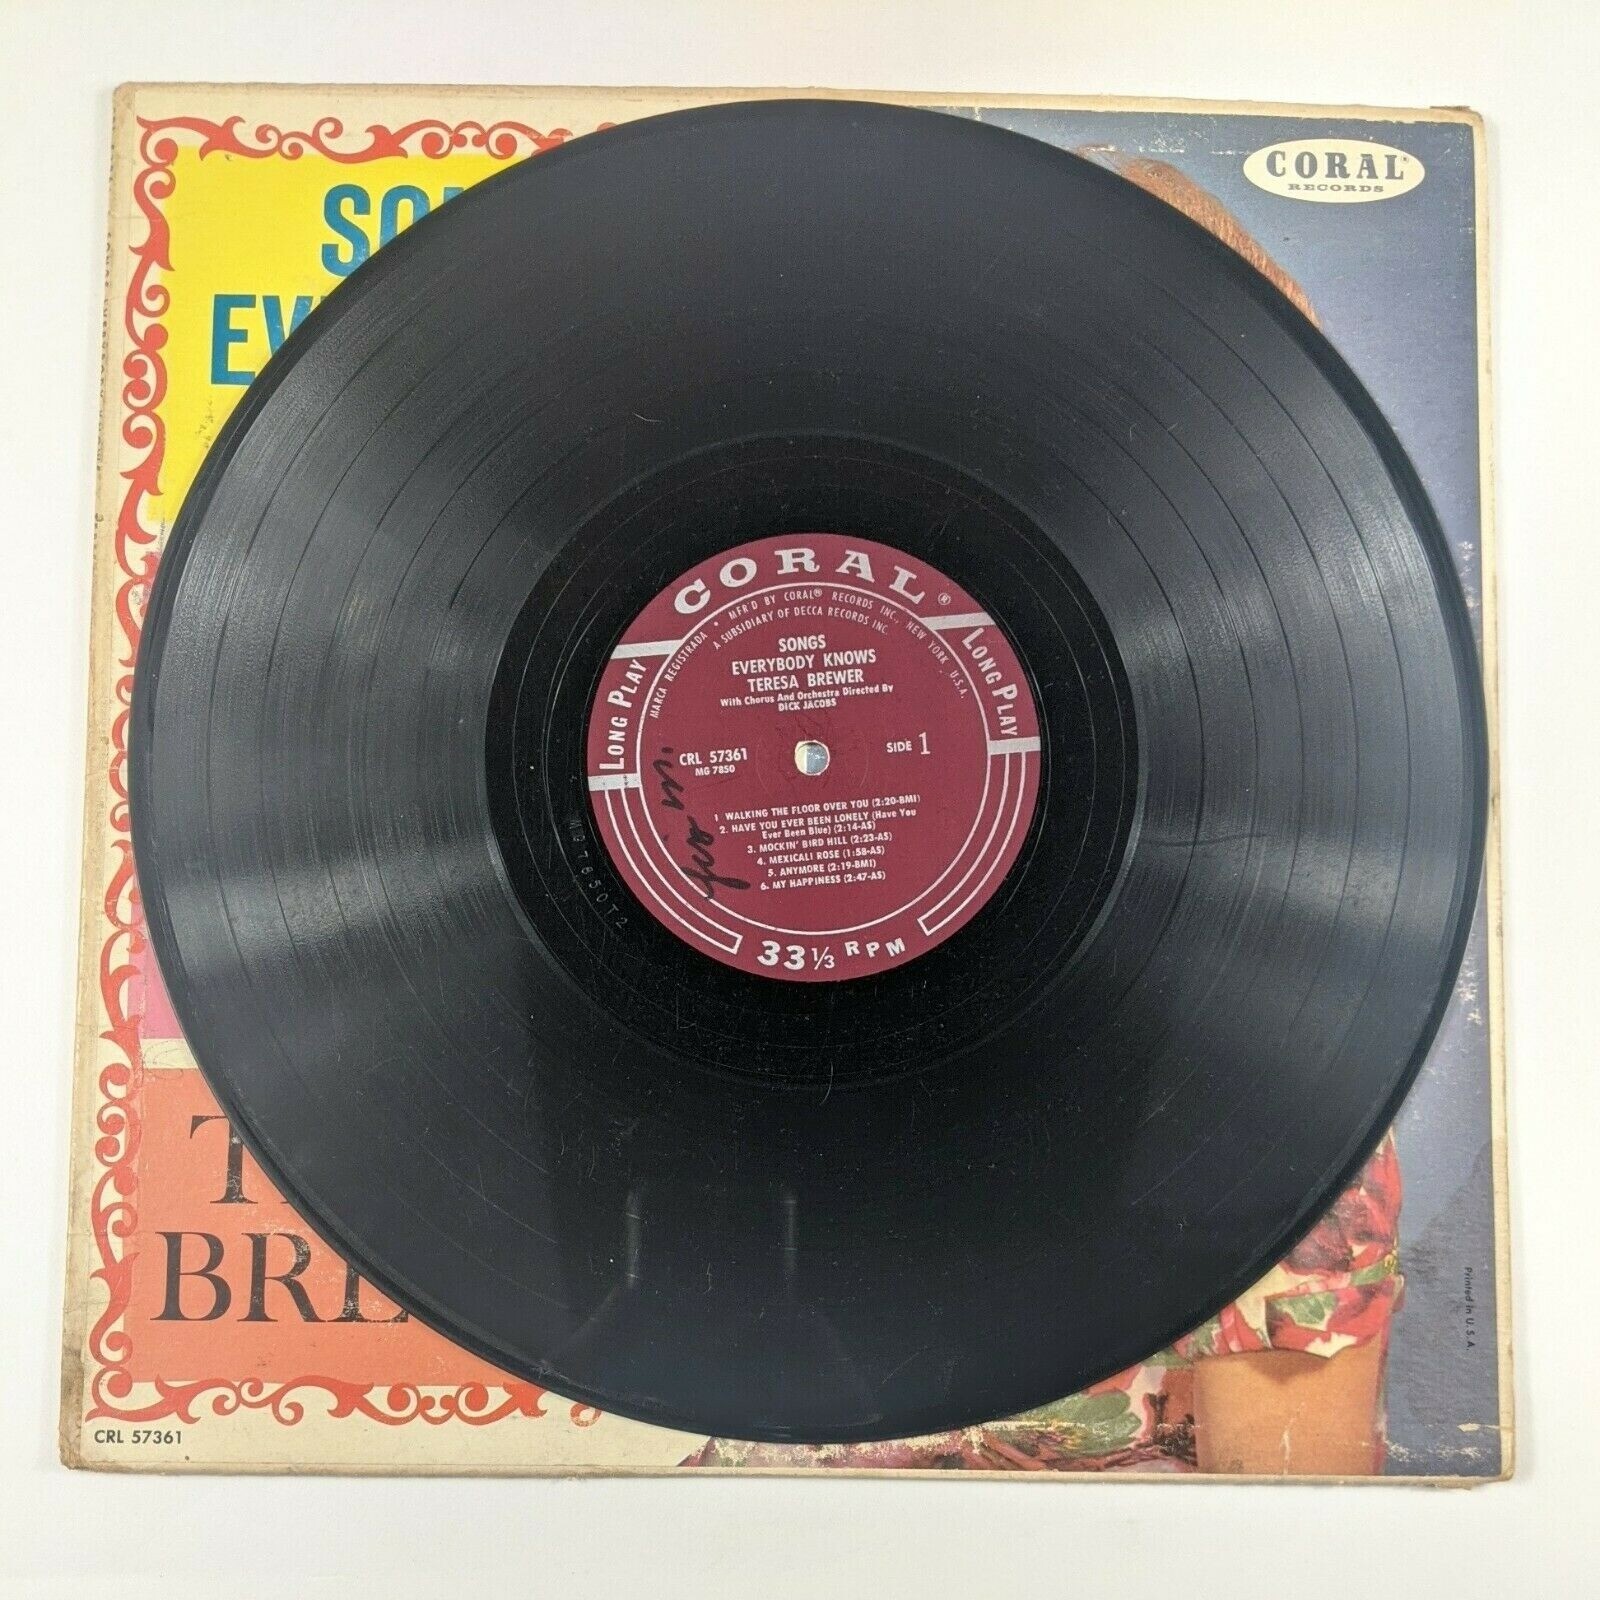 SO
EV
CORAL®
RECORDS
T
BRE
CRL 57361
Printed in U.S.A.
CORAL®
MARCA REGISTRADA • MFR'D BY CORAL® RECORDS INC., NEW YORK, U.S.A.
A SUBSIDIARY OF DECCA RECORDS INC.
LONG PLAY
LONG PLAY
SONGS
EVERYBODY KNOWS
TERESA BREWER
With Chorus And Orchestra Directed By
DICK JACOBS
CRL 57361
MG 7850
SIDE 1
1 WALKING THE FLOOR OVER YOU (2:20-BMI)
2. HAVE YOU EVER BEEN LONELY (Have You
Ever Been Blue) (2:14-AS)
3. MOCKIN' BIRD HILL (2:23-AS)
4. MEXICALI ROSE (1:58-AS)
5. ANYMORE (2:19-BMI)
6. MY HAPPINESS (2:47-AS)
33 1/3 RPM
MG7850T2